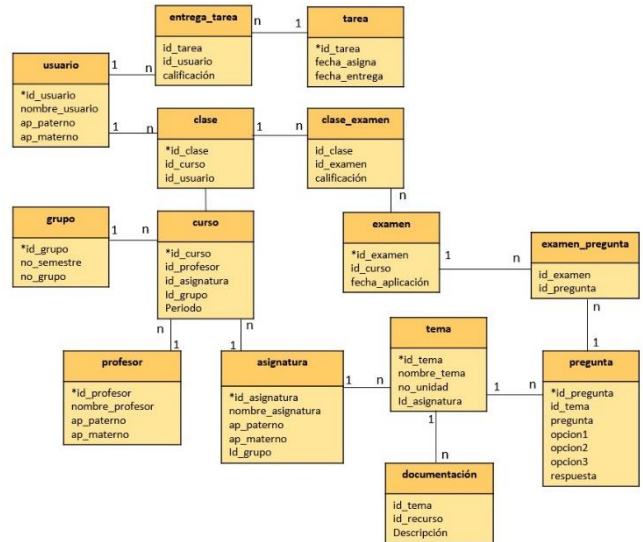 entrega_tarea
id_tarea
id_usuario
calificación
n
1
tarea
*id_tarea
fecha_asigna
fecha_entrega
usuario
*id_usuario
nombre_usuario
ap_paterno
ap_materno
1
n
1
n
clase
*id_clase
id_curso
id_usuario
1
n
clase_examen
id_clase
id_examen
calificación
n
grupo
*id_grupo
no_semestre
no_grupo
1
n
curso
*id_curso
id_profesor
id_asignatura
Id_grupo
Periodo
n
n
1
1
examen
*id_examen
id_curso
fecha_aplicación
1
n
examen_pregunta
id_examen
id_pregunta
n
1
profesor
*id_profesor
nombre_profesor
ap_paterno
ap_materno
asignatura
*id_asignatura
nombre_asignatura
ap_paterno
ap_materno
Id_grupo
1
n
tema
*id_tema
nombre_tema
no_unidad
Id_asignatura
1
n
1
n
pregunta
*id_pregunta
id_tema
pregunta
opcion1
opcion2
opcion3
respuesta
documentación
id_tema
id_recurso
Descripción